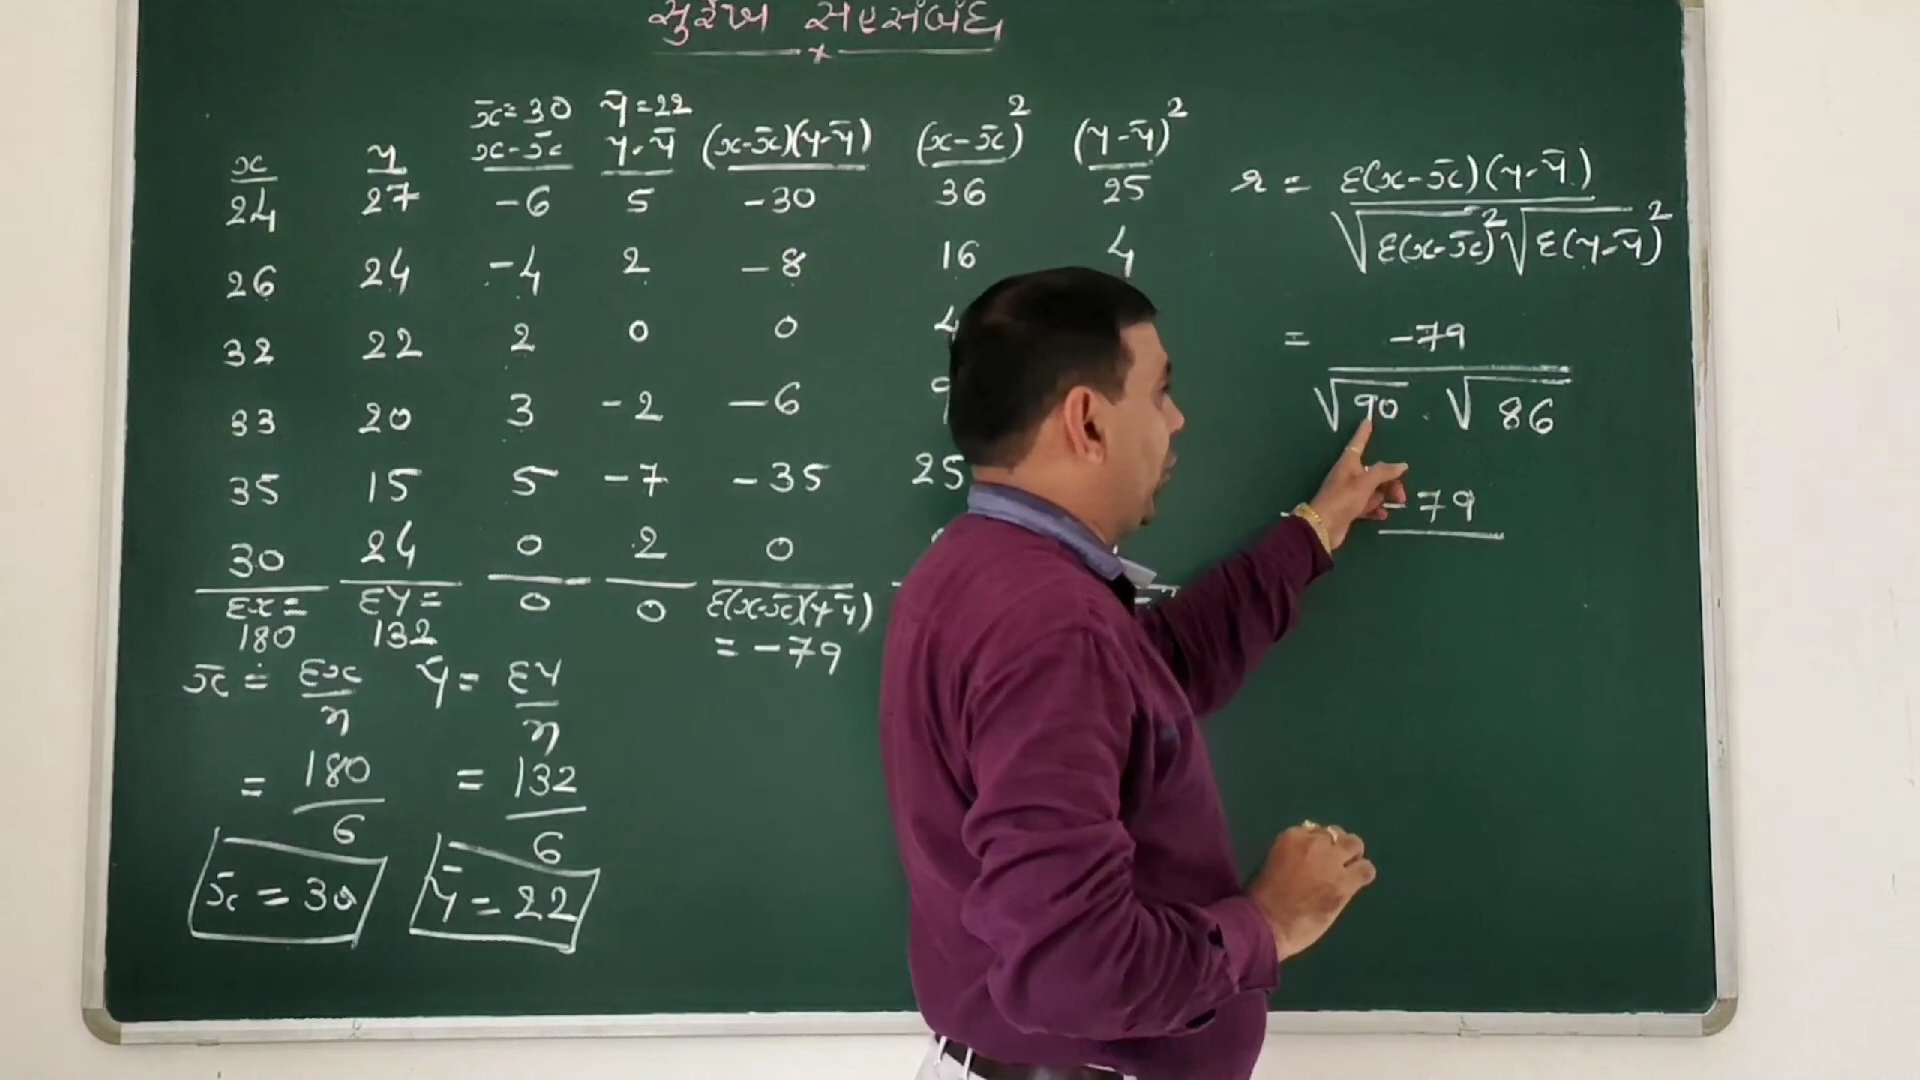 સુરેખ સહસંબંધ
x̄ = 30 ȳ = 22
x y x-x̄ y-ȳ (x-x̄)(y-ȳ) (x-x̄)² (y-ȳ)²
24 27 -6 5 -30 36 25
26 24 -4 2 -8 16 4
32 22 2 0 0 4
33 20 3 -2 -6 9
35 15 5 -7 -35 25
30 24 0 2 0
Σx = 180 Σy = 132 0 0 Σ(x-x̄)(y-ȳ) = -79
x̄ = Σx / n ȳ = Σy / n
= 180 / 6 = 132 / 6
x̄ = 30 ȳ = 22
r = Σ(x-x̄)(y-ȳ) / √Σ(x-x̄)² √Σ(y-ȳ)²
= -79 / √90 . √86
-79